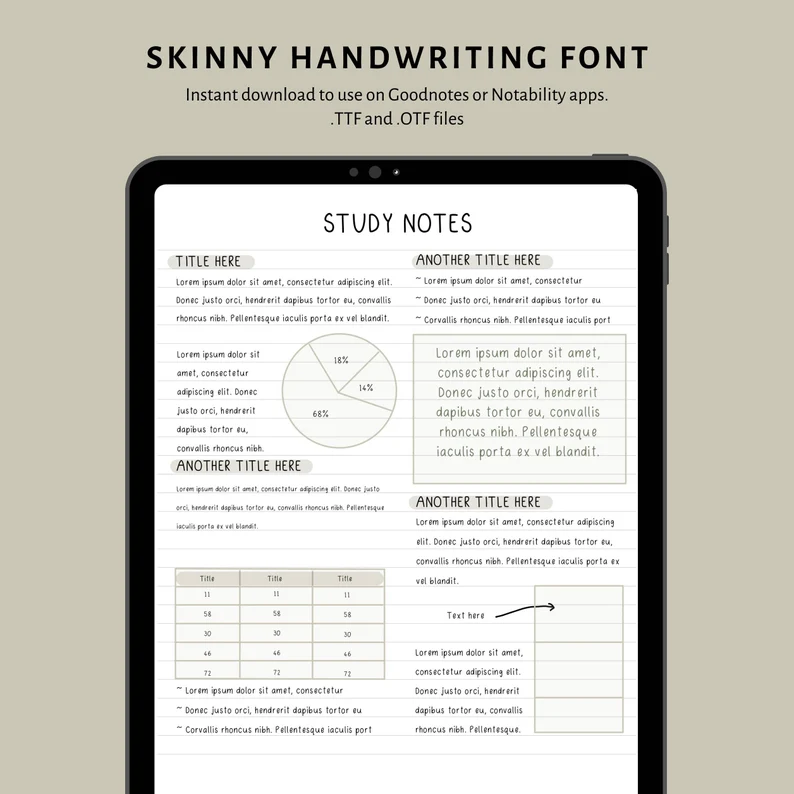 SKINNY HANDWRITING FONT
Instant download to use on Goodnotes or Notability apps.
.TTF and .OTF files
STUDY NOTES
TITLE HERE
Lorem ipsum dolor sit amet, consectetur adipiscing elit.
Donec justo orci, hendrerit dapibus tortor eu, convallis
rhoncus nibh. Pellentesque iaculis porta ex vel blandit.
Lorem ipsum dolor sit
amet, consectetur
adipiscing elit. Donec
justo orci, hendrerit
dapibus tortor eu,
convallis rhoncus nibh.
18%
14%
68%
ANOTHER TITLE HERE
Lorem ipsum dolor sit amet, consectetur adipiscing elit. Donec justo
orci, hendrerit dapibus tortor eu, convallis rhoncus nibh. Pellentesque
iaculis porta ex vel blandit.
Title Title Title
11 11 11
58 58 58
30 30 30
46 46 46
72 72 72
~ Lorem ipsum dolor sit amet, consectetur
~ Donec justo orci, hendrerit dapibus tortor eu
~ Corvallis rhoncus nibh. Pellentesque iaculis port
ANOTHER TITLE HERE
~ Lorem ipsum dolor sit amet, consectetur
~ Donec justo orci, hendrerit dapibus tortor eu
~ Corvallis rhoncus nibh. Pellentesque iaculis port
Lorem ipsum dolor sit amet,
consectetur adipiscing elit.
Donec justo orci, hendrerit
dapibus tortor eu, convallis
rhoncus nibh. Pellentesque
iaculis porta ex vel blandit.
ANOTHER TITLE HERE
Lorem ipsum dolor sit amet, consectetur adipiscing
elit. Donec justo orci, hendrerit dapibus tortor eu,
convallis rhoncus nibh. Pellentesque iaculis porta ex
vel blandit.
Text here
Lorem ipsum dolor sit amet,
consectetur adipiscing elit.
Donec justo orci, hendrerit
dapibus tortor eu, convallis
rhoncus nibh. Pellentesque.